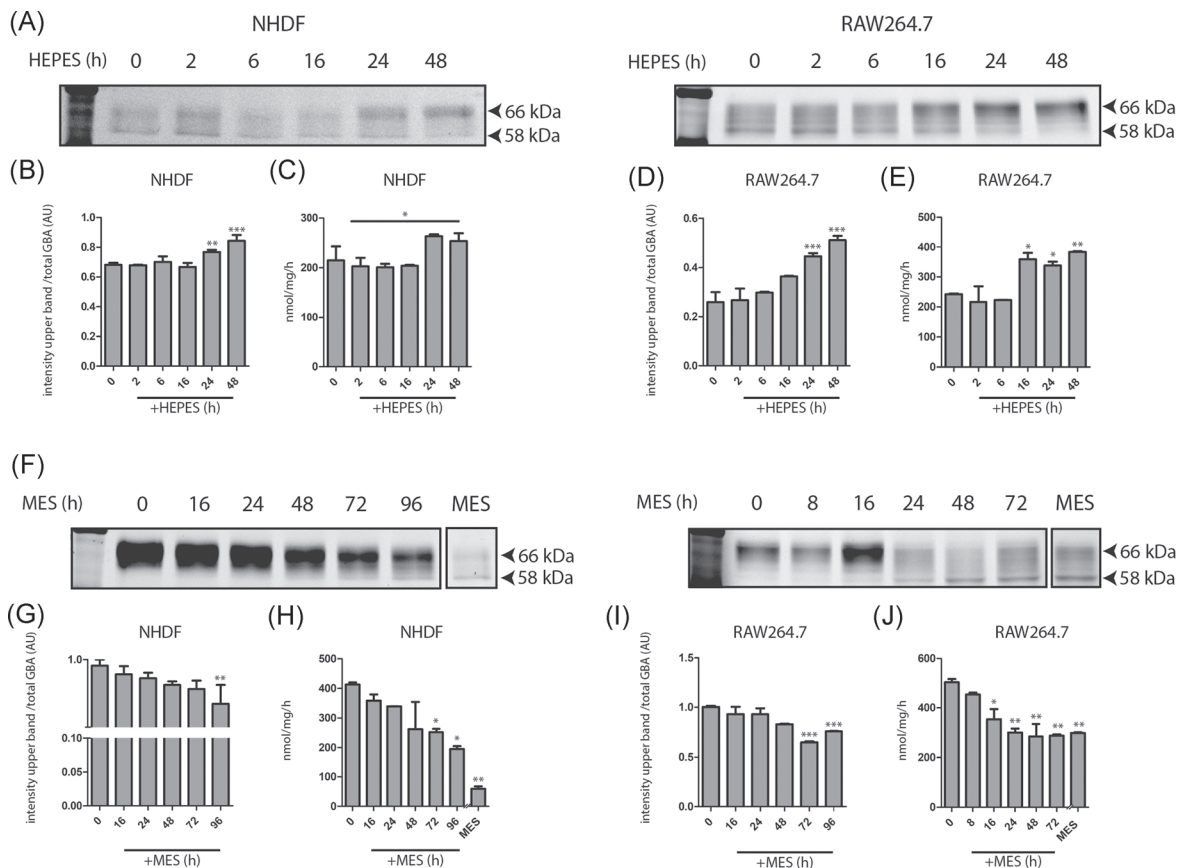 (A)
NHDF
HEPES (h) 0 2 6 16 24 48
66 kDa
58 kDa
RAW264.7
HEPES (h) 0 2 6 16 24 48
66 kDa
58 kDa
(B)
NHDF
intensity upper band /total GBA (AU)
1.0
0.8
0.6
0.4
0.2
0.0
** ***
0 2 6 16 24 48
+HEPES (h)
(C)
NHDF
nmol/mg/h
300
200
100
0
*
0 2 6 16 24 48
+HEPES (h)
(D)
RAW264.7
intensity upper band /total GBA (AU)
0.6
0.4
0.2
0.0
*** ***
0 2 6 16 24 48
+HEPES (h)
(E)
RAW264.7
nmol/mg/h
500
400
300
200
100
0
* * **
0 2 6 16 24 48
+HEPES (h)
(F)
MES (h) 0 16 24 48 72 96 MES
66 kDa
58 kDa
MES (h) 0 8 16 24 48 72 MES
66 kDa
58 kDa
(G)
NHDF
intensity upper band /total GBA (AU)
1.0
0.10
0.05
0.00
**
0 16 24 48 72 96
+MES (h)
(H)
NHDF
nmol/mg/h
500
400
300
200
100
0
* * **
0 16 24 48 72 96 MES
+MES (h)
(I)
RAW264.7
intensity upper band /total GBA (AU)
1.5
1.0
0.5
0.0
*** ***
0 16 24 48 72 96
+MES (h)
(J)
RAW264.7
nmol/mg/h
600
400
200
0
* ** ** ** **
0 8 16 24 48 72 MES
+MES (h)